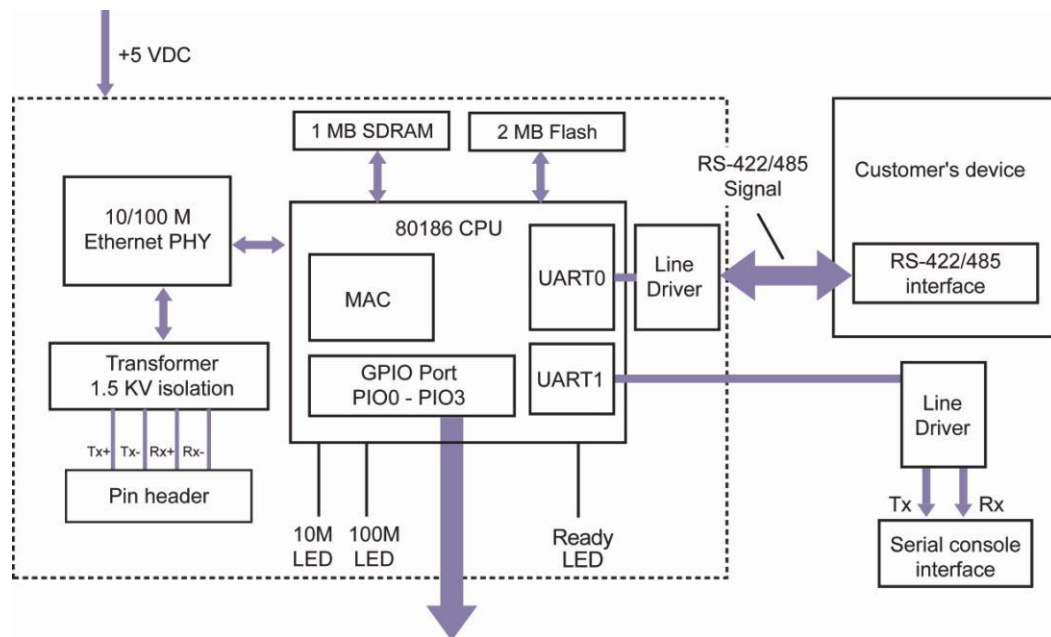 +5 VDC
1 MB SDRAM
2 MB Flash
RS-422/485
Signal
Customer's device
10/100 M
Ethernet PHY
80186 CPU
UART0
Line
Driver
RS-422/485
interface
MAC
Transformer
1.5 KV isolation
GPIO Port
PIO0 - PIO3
UART1
Line
Driver
Tx+ Tx- Rx+ Rx-
Pin header
10M
LED
100M
LED
Ready
LED
Tx Rx
Serial console
interface